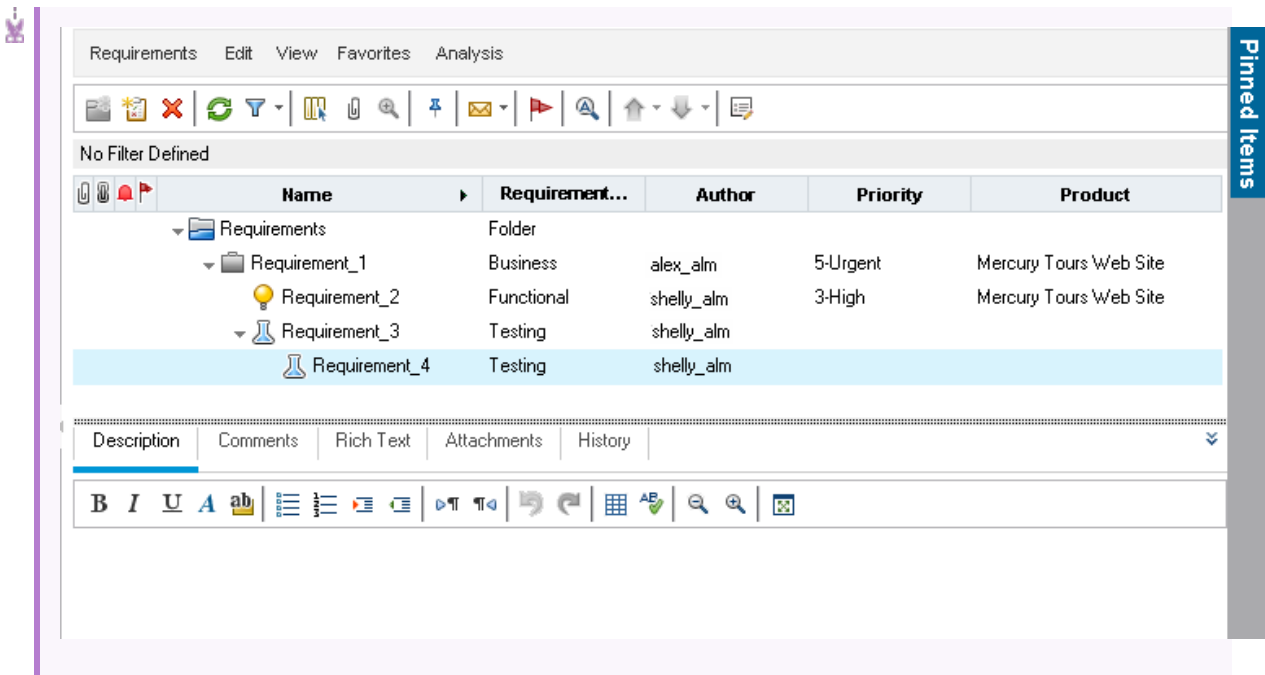 Requirements Edit View Favorites Analysis
Pinned Items
No Filter Defined
Name Requirement... Author Priority Product
Requirements Folder
Requirement_1 Business alex_alm 5-Urgent Mercury Tours Web Site
Requirement_2 Functional shelly_alm 3-High Mercury Tours Web Site
Requirement_3 Testing shelly_alm
Requirement_4 Testing shelly_alm
Description Comments Rich Text Attachments History
B I U A ab